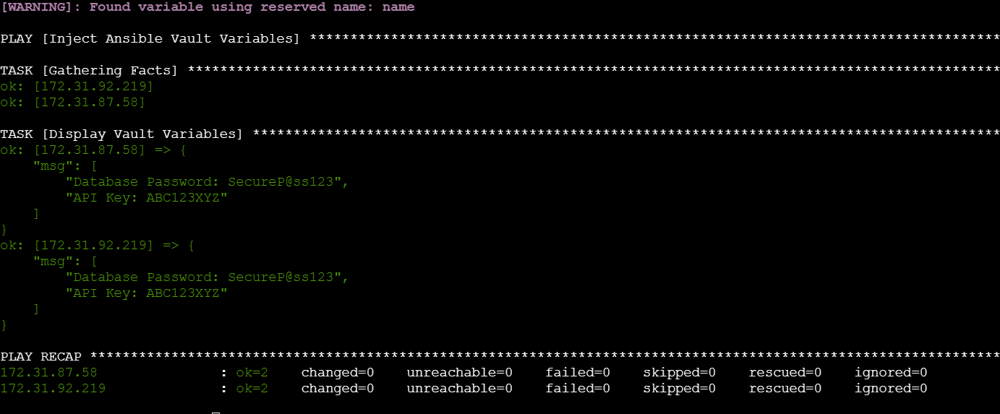 [WARNING]: Found variable using reserved name: name
PLAY [Inject Ansible Vault Variables] *************************************************************************************
TASK [Gathering Facts] ****************************************************************************************************
ok: [172.31.92.219]
ok: [172.31.87.58]
TASK [Display Vault Variables] ********************************************************************************************
ok: [172.31.87.58] => {
    "msg": [
        "Database Password: SecureP@ss123",
        "API Key: ABC123XYZ"
    ]
}
ok: [172.31.92.219] => {
    "msg": [
        "Database Password: SecureP@ss123",
        "API Key: ABC123XYZ"
    ]
}
PLAY RECAP ****************************************************************************************************************
172.31.87.58               : ok=2    changed=0    unreachable=0    failed=0    skipped=0    rescued=0    ignored=0
172.31.92.219              : ok=2    changed=0    unreachable=0    failed=0    skipped=0    rescued=0    ignored=0